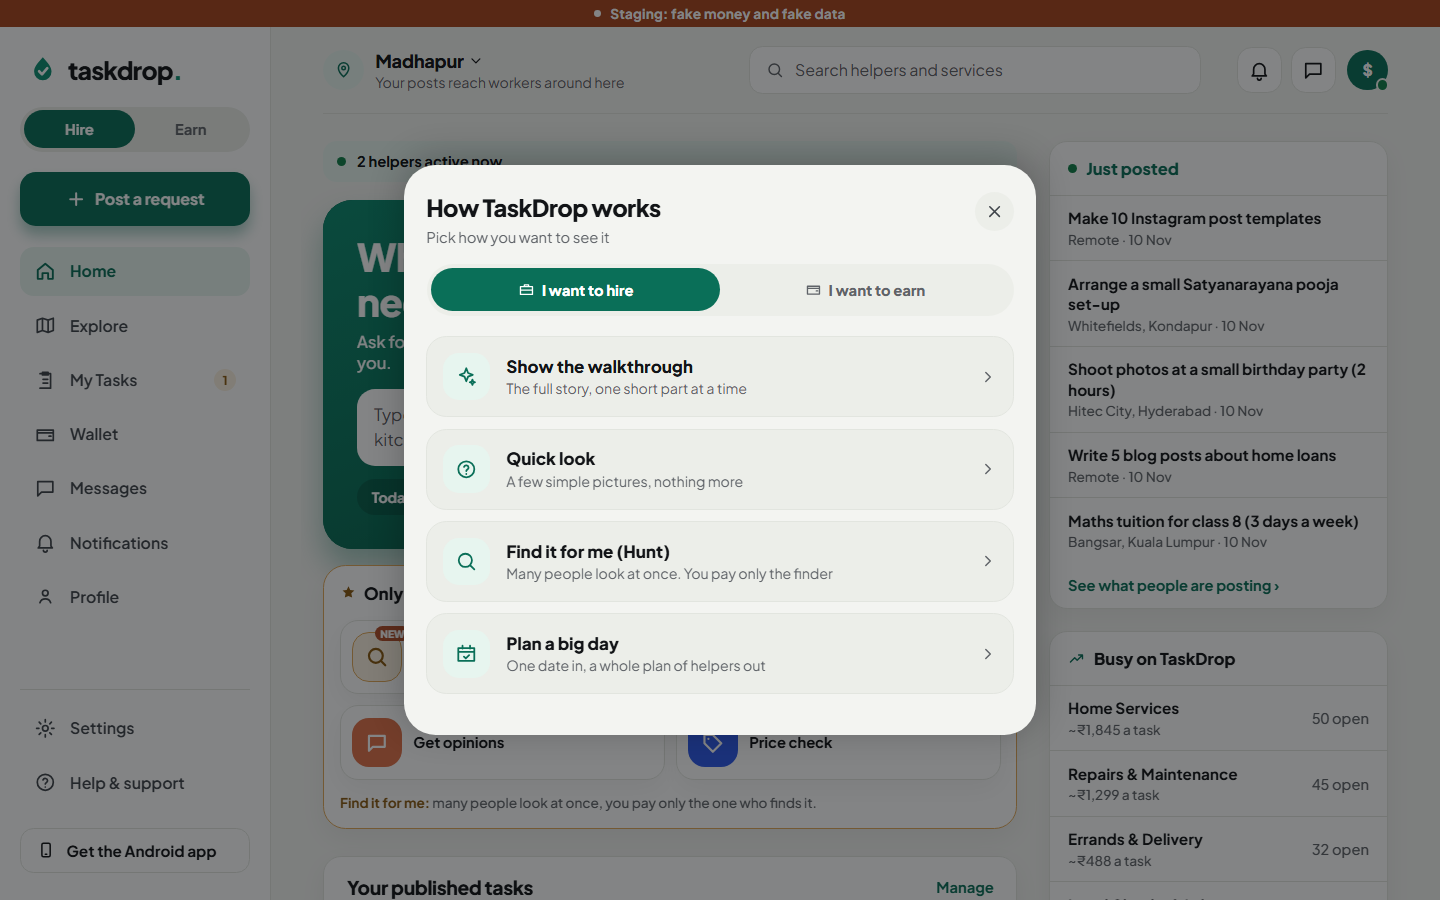 Staging: fake money and fake data
taskdrop.
Hire
Earn
Post a request
Home
Explore
My Tasks
1
Wallet
Messages
Notifications
Profile
Settings
Help & support
Get the Android app
Madhapur
Your posts reach workers around here
Search helpers and services
$
2 helpers active now
Ask fo
you.
Typ
kitc
Toda
Only
NEW
Get opinions
Price check
Find it for me: many people look at once, you pay only the one who finds it.
Your published tasks
Manage
How TaskDrop works
Pick how you want to see it
I want to hire
I want to earn
Show the walkthrough
The full story, one short part at a time
Quick look
A few simple pictures, nothing more
Find it for me (Hunt)
Many people look at once. You pay only the finder
Plan a big day
One date in, a whole plan of helpers out
Just posted
Make 10 Instagram post templates
Remote · 10 Nov
Arrange a small Satyanarayana pooja
set-up
Whitefields, Kondapur · 10 Nov
Shoot photos at a small birthday party (2
hours)
Hitec City, Hyderabad · 10 Nov
Write 5 blog posts about home loans
Remote · 10 Nov
Maths tuition for class 8 (3 days a week)
Bangsar, Kuala Lumpur · 10 Nov
See what people are posting ›
Busy on TaskDrop
Home Services
~₹1,845 a task
50 open
Repairs & Maintenance
~₹1,299 a task
45 open
Errands & Delivery
~₹488 a task
32 open